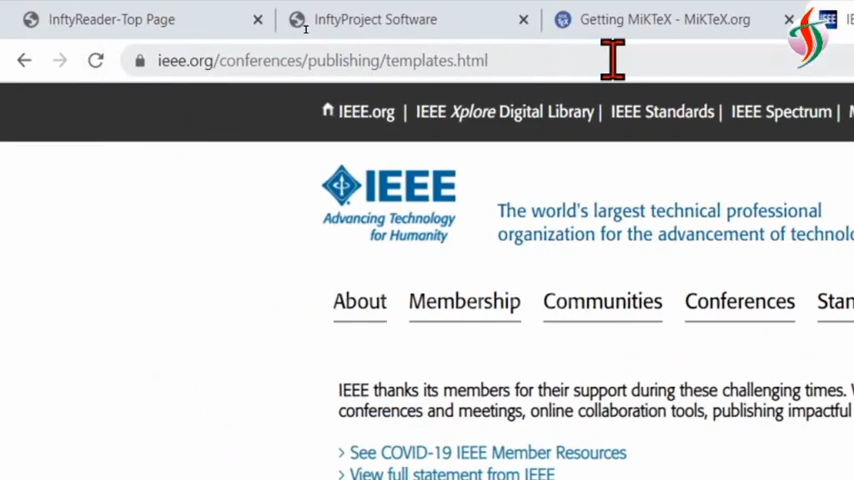 InftyReader-Top Page
InftyProject Software
Getting MiKTeX - MiKTeX.org
IEEE
ieee.org/conferences/publishing/templates.html
IEEE.org | IEEE Xplore Digital Library | IEEE Standards | IEEE Spectrum |
IEEE
Advancing Technology
for Humanity
The world's largest technical professional
organization for the advancement of technolo
About Membership Communities Conferences Stan
IEEE thanks its members for their support during these challenging times.
conferences and meetings, online collaboration tools, publishing impactful
> See COVID-19 IEEE Member Resources
> View full statement from IEEE